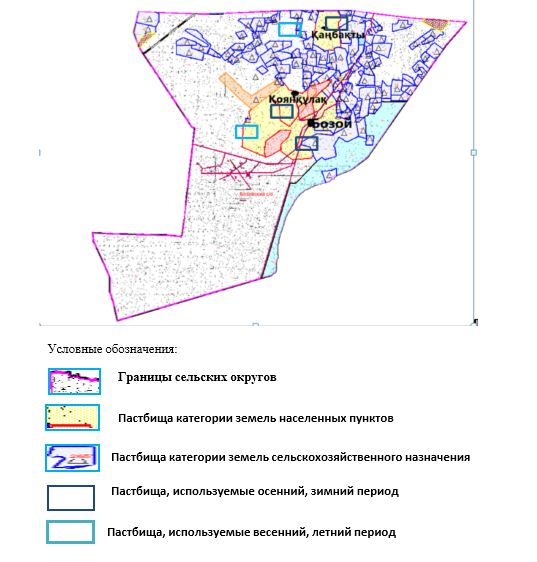 Қаңбақты
Қоянқұлақ
Бозой
Условные обозначения:
Границы сельских округов
Пастбища категории земель населенных пунктов
Пастбища категории земель сельскохозяйственного назначения
Пастбища, используемые осенний, зимний период
Пастбища, используемые весенний, летний период